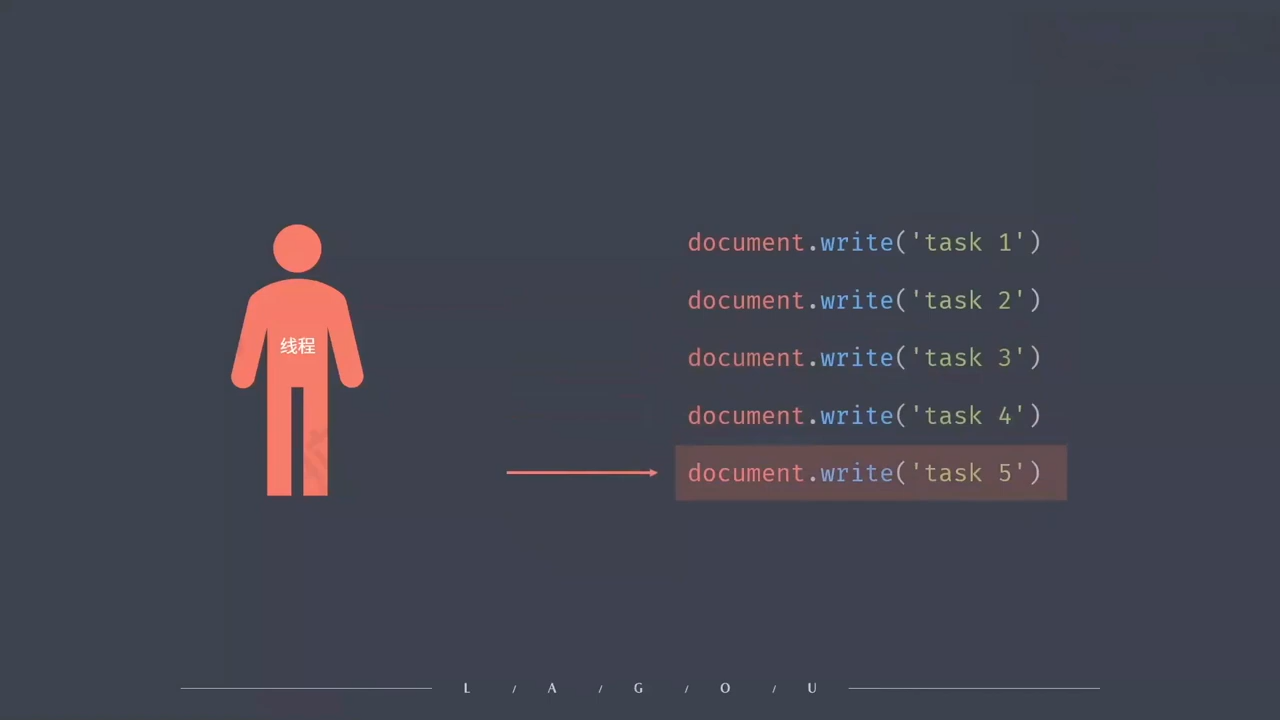 线程
document.write('task 1')
document.write('task 2')
document.write('task 3')
document.write('task 4')
document.write('task 5')
L / A / G / O / U